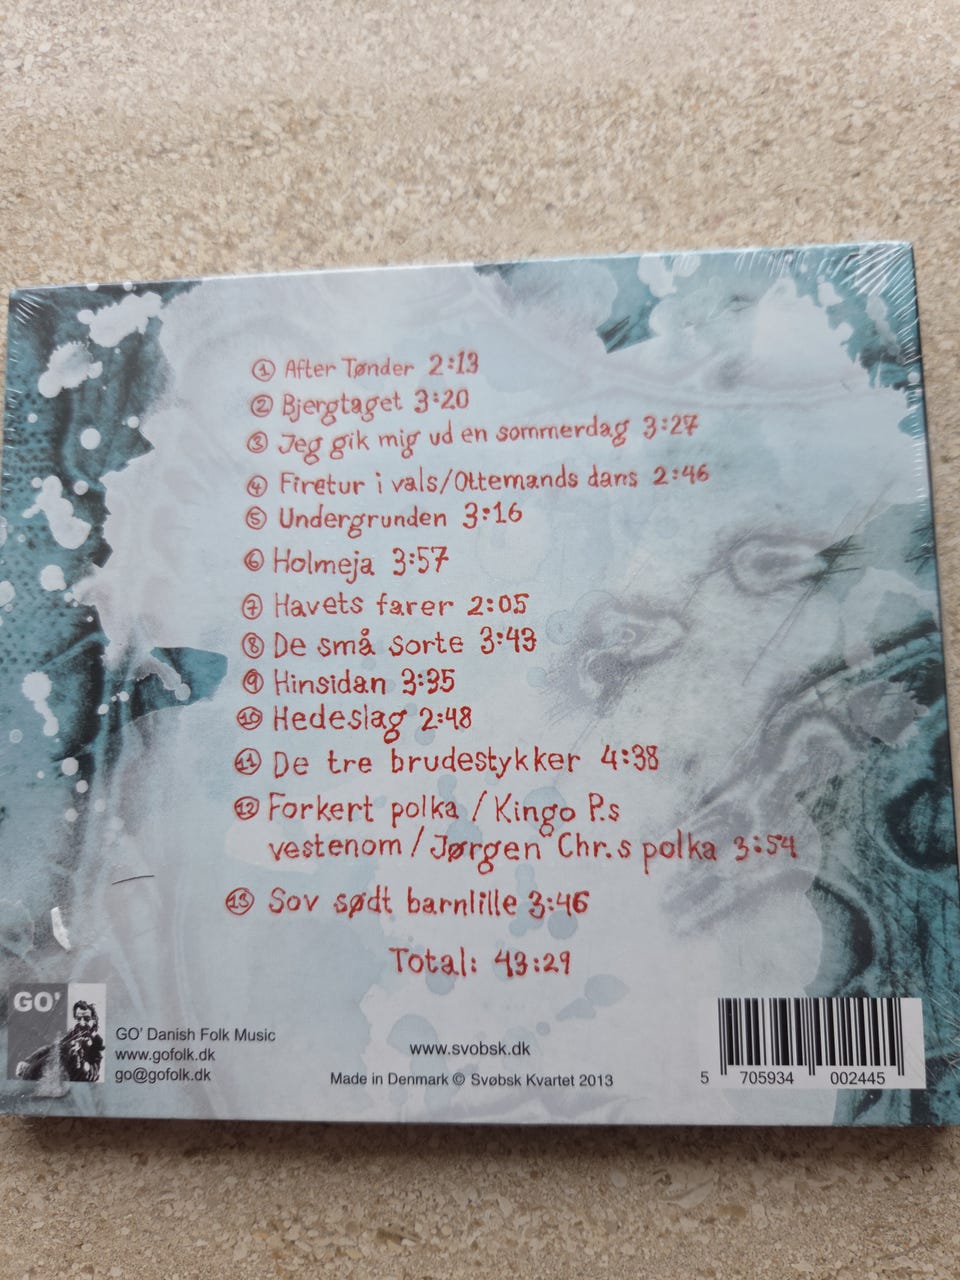 ① After Tønder 2:13
② Bjergtaget 3:20
③ Jeg gik mig ud en sommerdag 3:27
④ Firetur i vals/Ottemands dans 2:46
⑤ Undergrunden 3:16
⑥ Holmeja 3:57
⑦ Havets farer 2:05
⑧ De små sorte 3:43
⑨ Hinsidan 3:35
⑩ Hedeslag 2:48
⑪ De tre brudestykker 4:38
⑫ Forkert polka / Kingo P.s
vestenom / Jørgen Chr.s polka 3:54
⑬ Sov sødt barnlille 3:46
Total: 43:29
GO'
GO' Danish Folk Music
www.gofolk.dk
go@gofolk.dk
www.svobsk.dk
Made in Denmark © Svøbsk Kvartet 2013
5 705934 002445